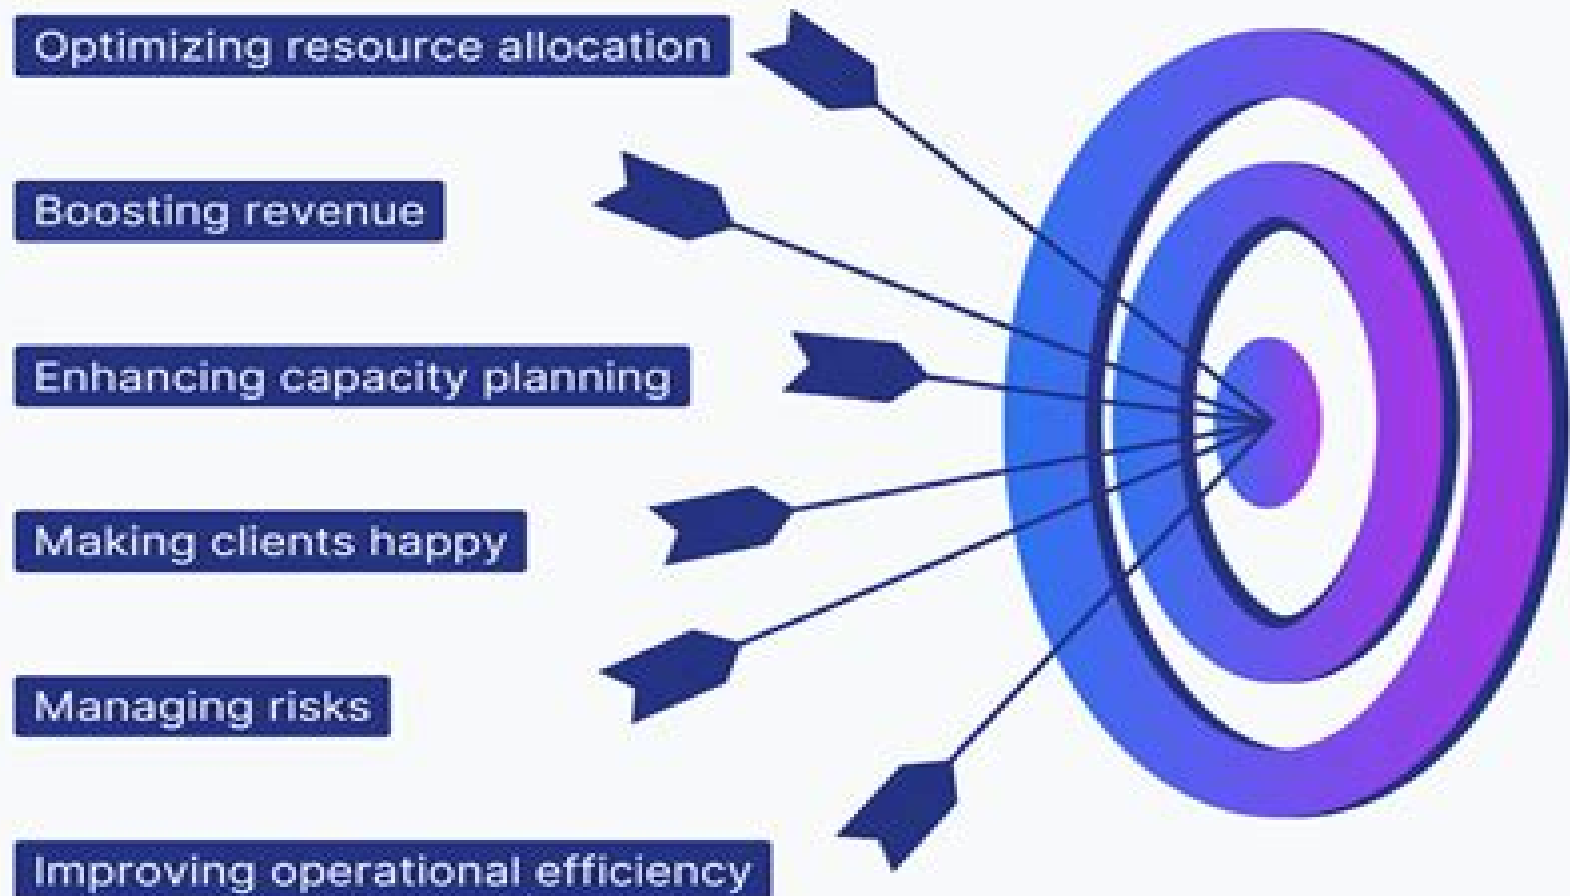 Optimizing resource allocation
Boosting revenue
Enhancing capacity planning
Making clients happy
Managing risks
Improving operational efficiency